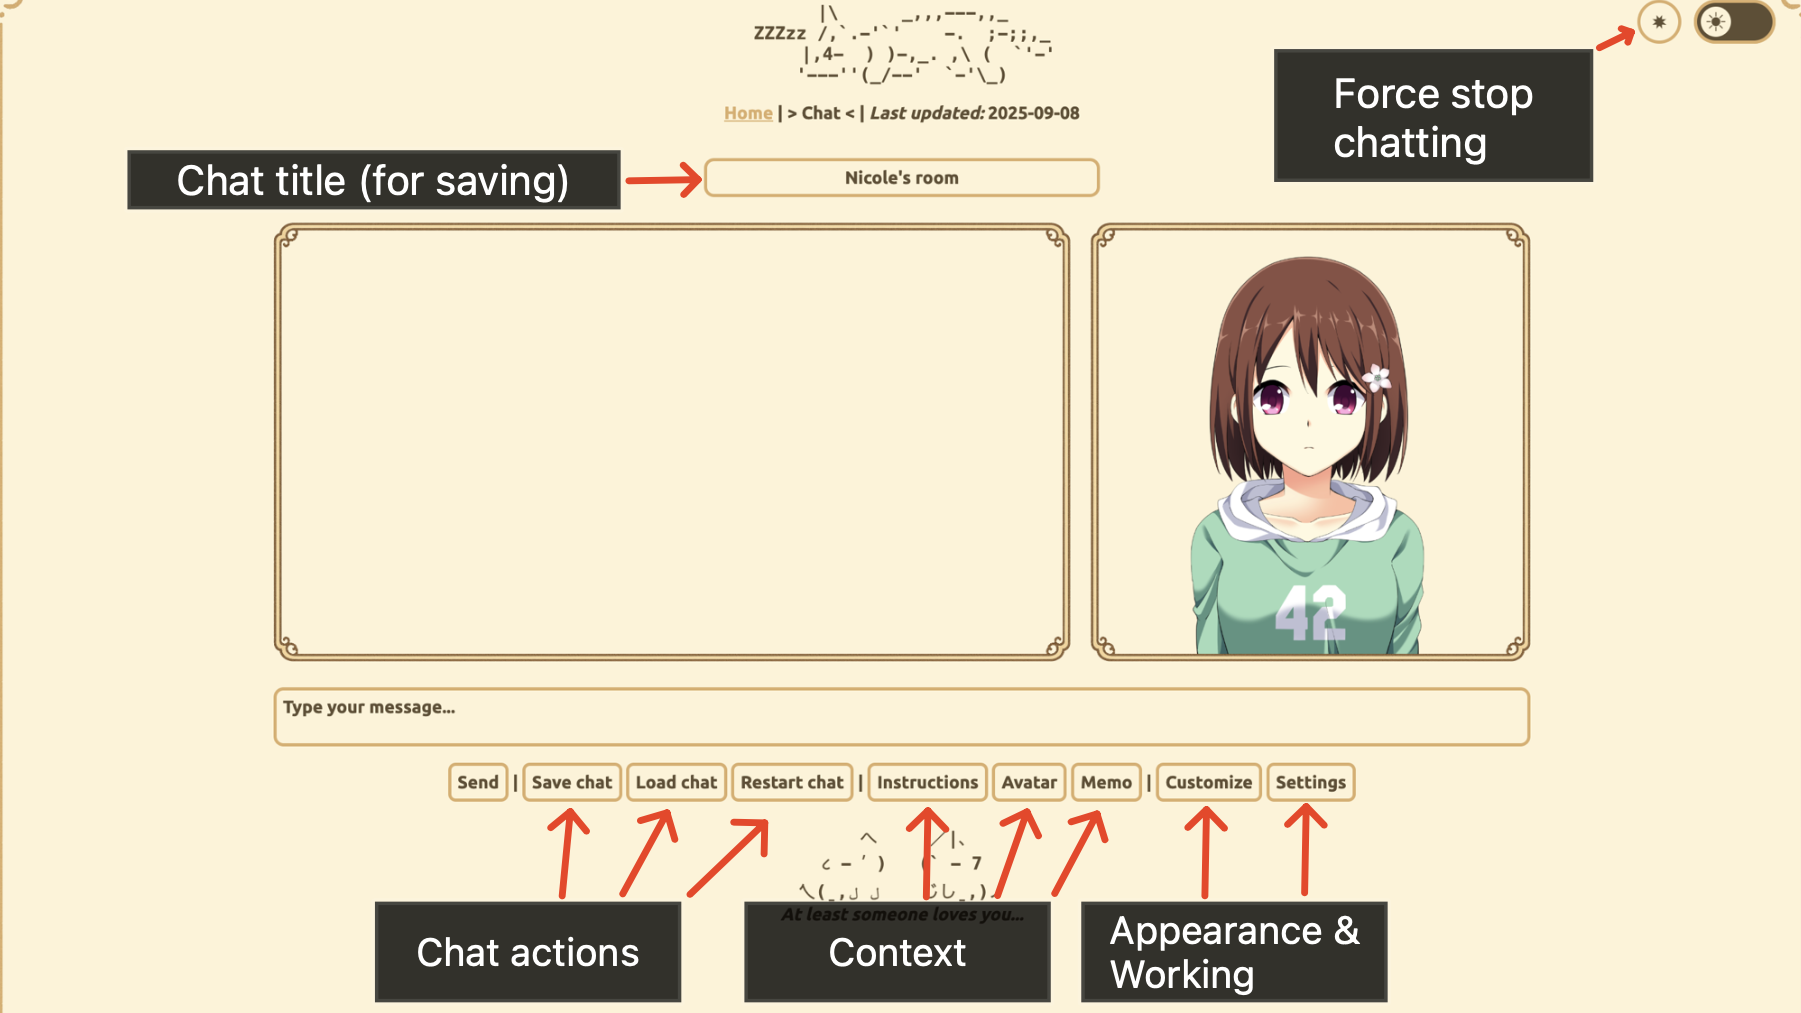 |\      _,,,---,,_
ZZZzz /,`.-'`'    -.  ;-;;,_
|,4-  ) )-,_. ,\ (  `'-'
'---''(_/--'  `-'\_)
Home | > Chat < | Last updated: 2025-09-08
Force stop
chatting
Chat title (for saving)
Nicole's room
42
Type your message...
Send | Save chat Load chat Restart chat | Instructions Avatar Memo | Customize Settings
At least someone loves you...
Chat actions
Context
Appearance &
Working